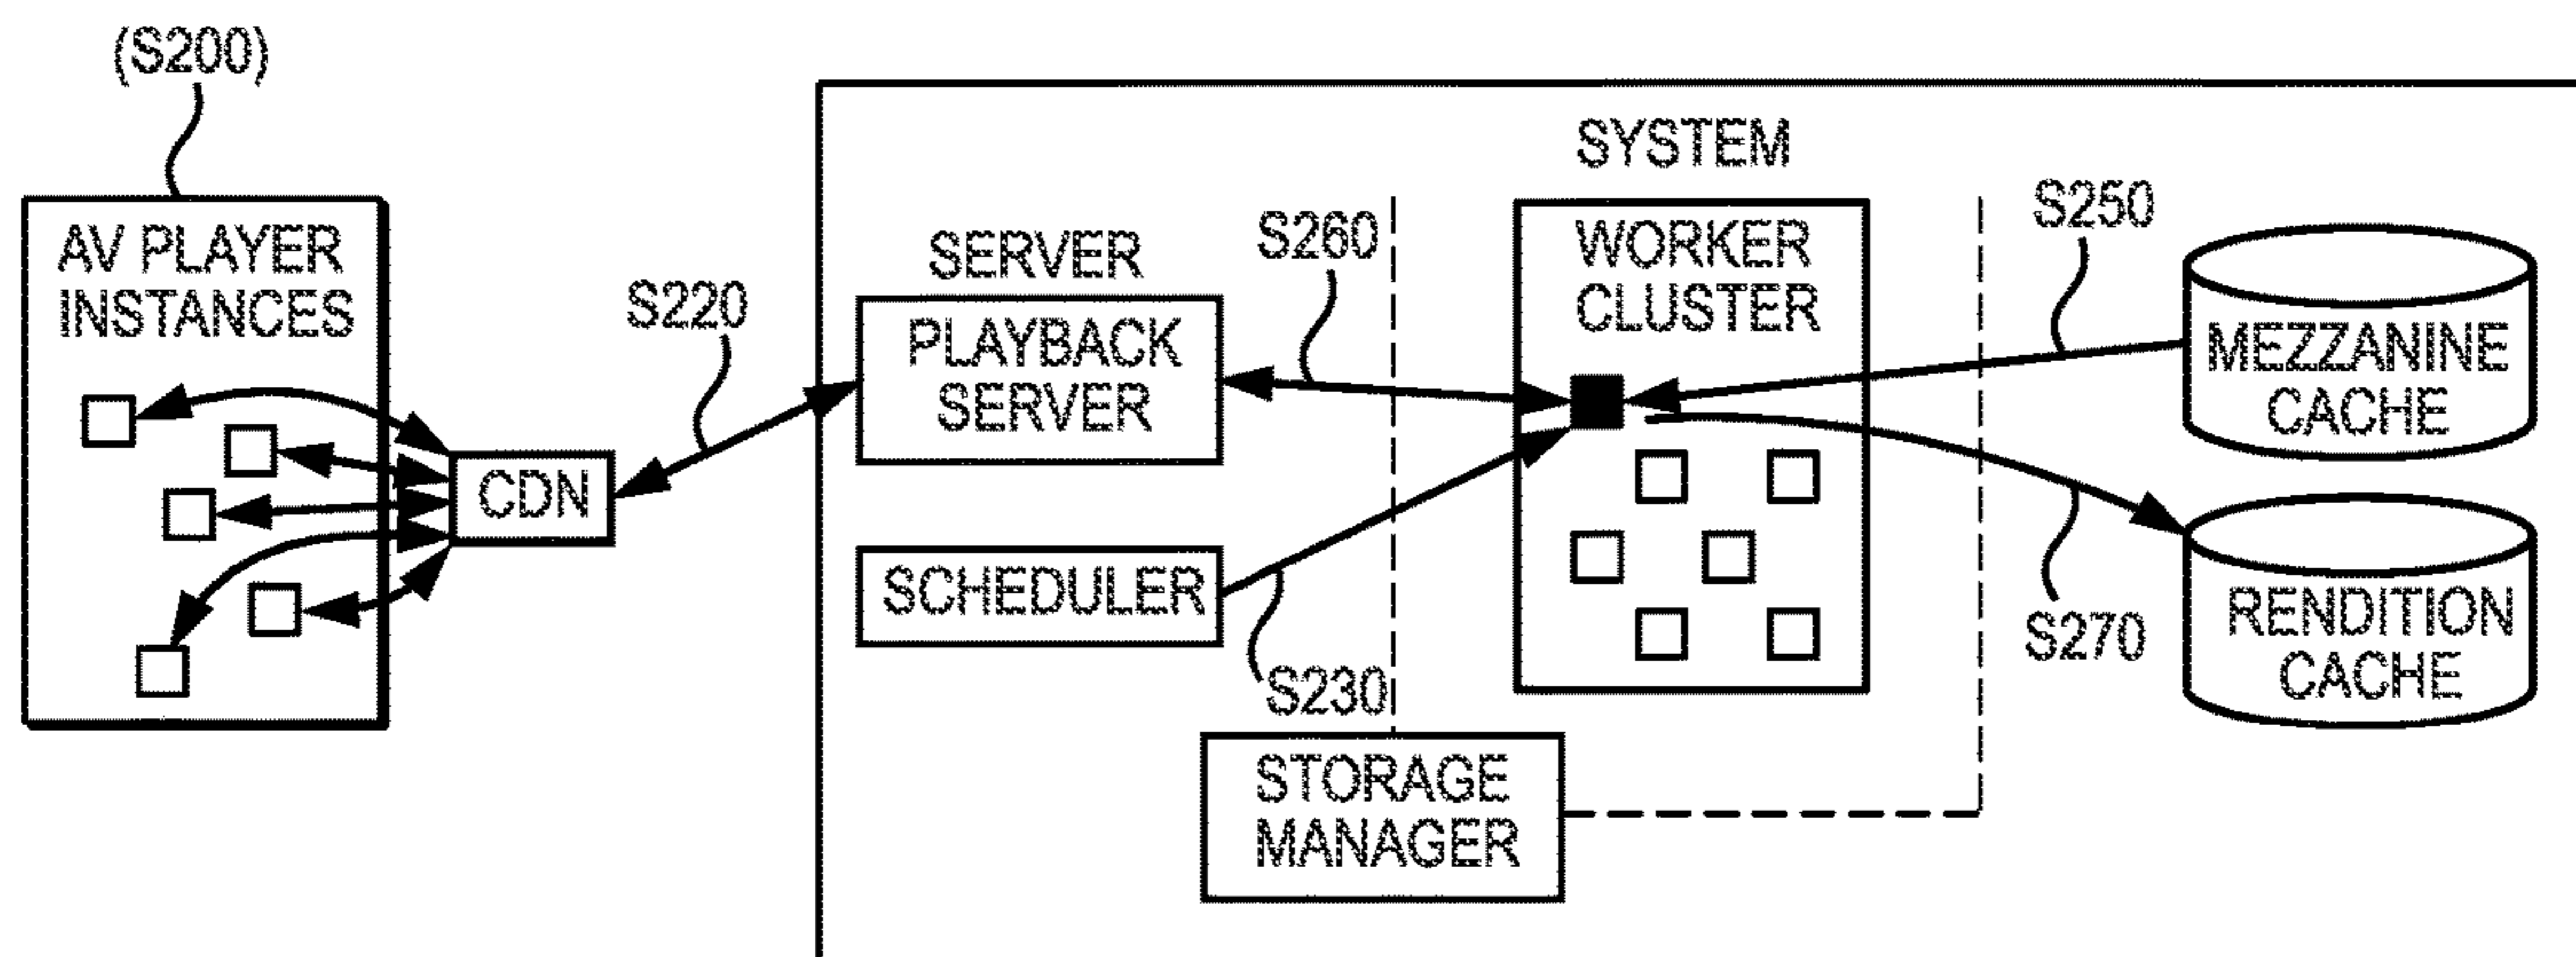 (S200)
AV PLAYER
INSTANCES
CDN
S220
SYSTEM
SERVER
PLAYBACK
SERVER
S260
SCHEDULER
S230
WORKER
CLUSTER
STORAGE
MANAGER
S250
MEZZANINE
CACHE
S270
RENDITION
CACHE